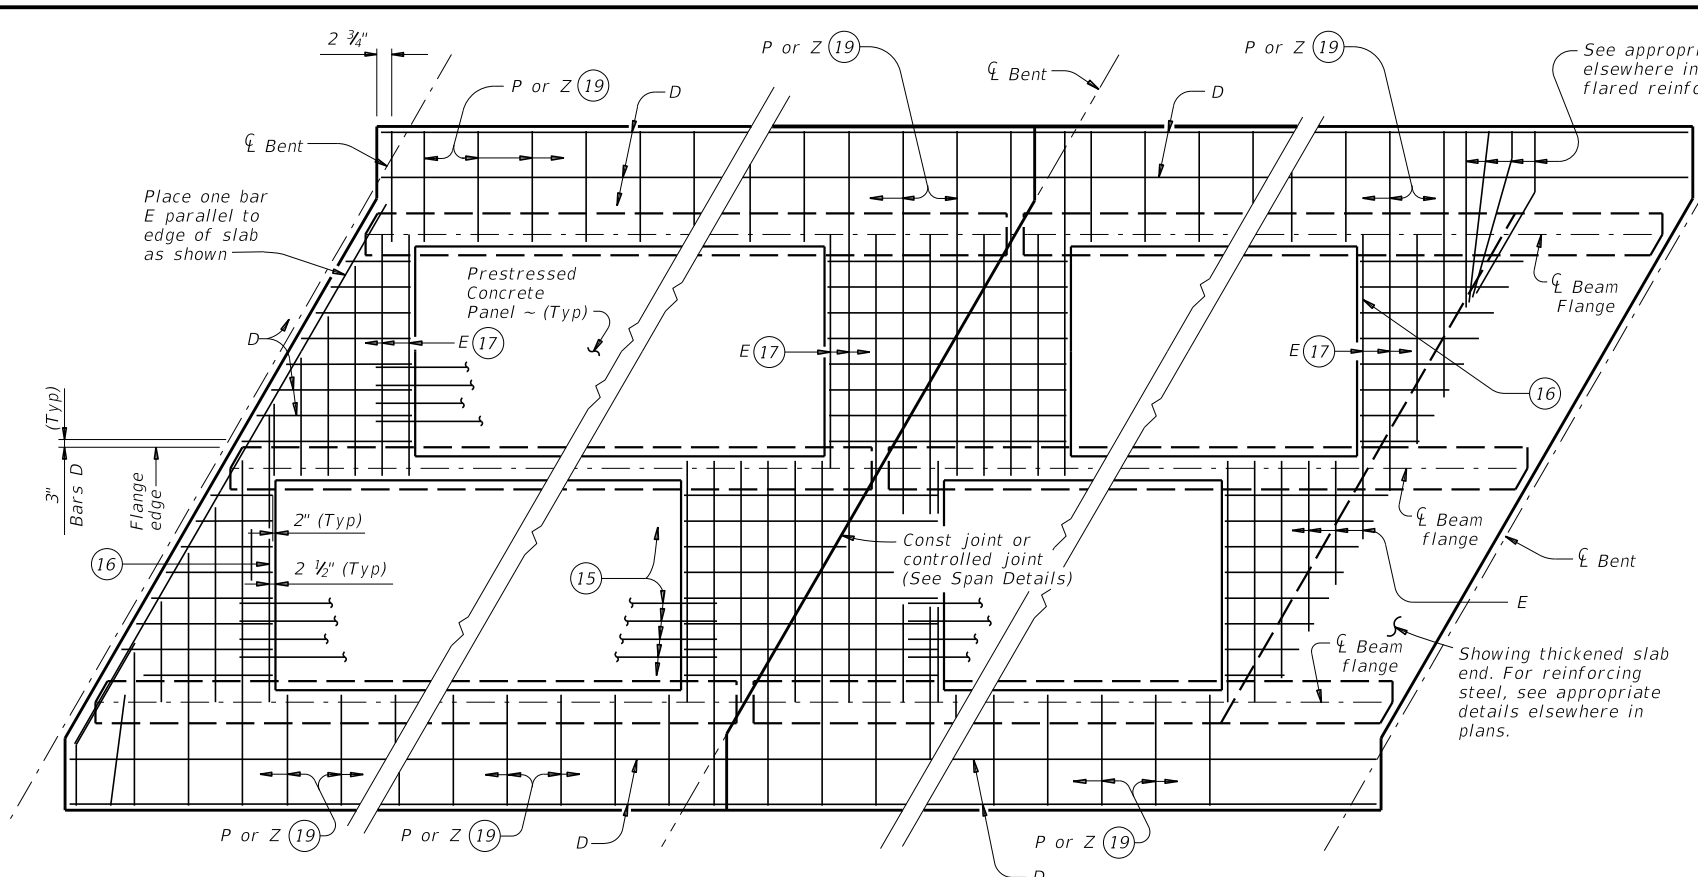 2 ¾"
P or Z 19
P or Z 19
D
℄ Bent
P or Z 19
D
See appropri
elsewhere in
flared reinfo
℄ Bent
Place one bar
E parallel to
edge of slab
as shown
Prestressed
Concrete
Panel ~ (Typ)
℄ Beam
Flange
D
E 17
E 17
E 17
16
(Typ)
3"
Bars D
Flange
edge
2" (Typ)
16
2 ½" (Typ)
15
Const joint or
controlled joint
(See Span Details)
℄ Beam
flange
℄ Bent
E
℄ Beam
flange
Showing thickened slab
end. For reinforcing
steel, see appropriate
details elsewhere in
plans.
P or Z 19
P or Z 19
D
P or Z 19
D